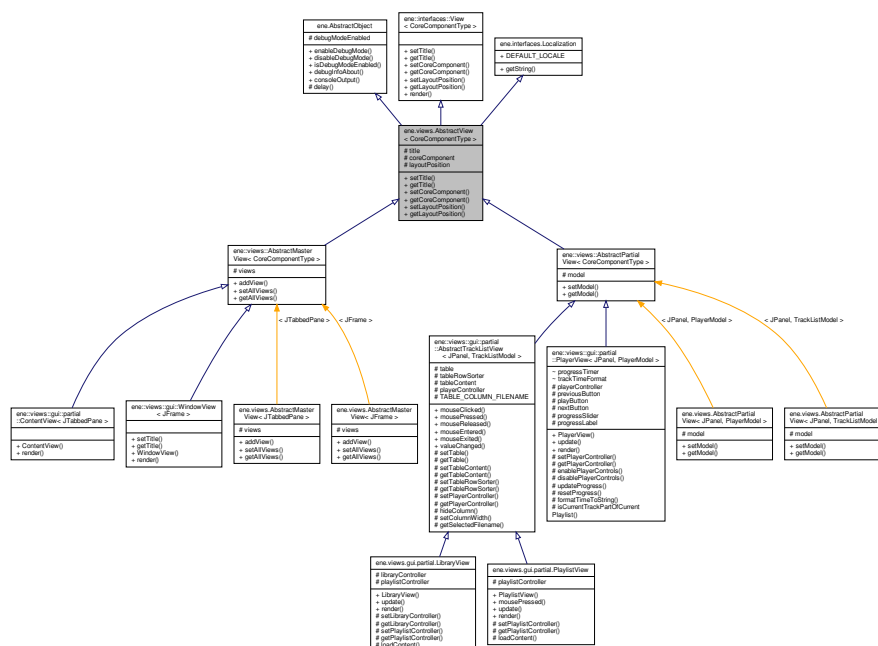 ene.AbstractObject
# debugModeEnabled
+ enableDebugMode()
+ disableDebugMode()
+ isDebugModeEnabled()
+ debugInfoAbout()
+ consoleOutput()
# delay()
ene::interfaces::View
< CoreComponentType >
+ setTitle()
+ getTitle()
+ setCoreComponent()
+ getCoreComponent()
+ setLayoutPosition()
+ getLayoutPosition()
+ render()
ene.interfaces.Localization
+ DEFAULT_LOCALE
+ getString()
ene.views.AbstractView
< CoreComponentType >
# title
# coreComponent
# layoutPosition
+ setTitle()
+ getTitle()
+ setCoreComponent()
+ getCoreComponent()
+ setLayoutPosition()
+ getLayoutPosition()
ene::views::AbstractMaster
View< CoreComponentType >
# views
+ addView()
+ setAllViews()
+ getAllViews()
ene::views::AbstractPartial
View< CoreComponentType >
# model
+ setModel()
+ getModel()
< JTabbedPane >
< JFrame >
< JPanel, PlayerModel >
< JPanel, TrackListModel >
ene::views::gui::partial
::ContentView< JTabbedPane >
+ ContentView()
+ render()
ene::views::gui::WindowView
< JFrame >
+ setTitle()
+ getTitle()
+ WindowView()
+ render()
ene.views.AbstractMaster
View< JTabbedPane >
# views
+ addView()
+ setAllViews()
+ getAllViews()
ene.views.AbstractMaster
View< JFrame >
# views
+ addView()
+ setAllViews()
+ getAllViews()
ene::views::gui::partial
::AbstractTrackListView
< JPanel, TrackListModel >
# table
# tableRowSorter
# tableContent
# playerController
# TABLE_COLUMN_FILENAME
+ mouseClicked()
+ mousePressed()
+ mouseReleased()
+ mouseEntered()
+ mouseExited()
+ valueChanged()
# setTable()
# getTable()
# setTableContent()
# getTableContent()
# setTableRowSorter()
# getTableRowSorter()
# setPlayerController()
# getPlayerController()
# hideColumn()
# setColumnWidth()
# getSelectedFilename()
ene::views::gui::partial
::PlayerView< JPanel, PlayerModel >
~ progressTimer
~ trackTimeFormat
# playerController
# previousButton
# playButton
# nextButton
# progressSlider
# progressLabel
+ PlayerView()
+ update()
+ render()
# setPlayerController()
# getPlayerController()
# enablePlayerControls()
# disablePlayerControls()
# updateProgress()
# resetProgress()
# formatTimeToString()
# isCurrentTrackPartOfCurrent
Playlist()
ene.views.AbstractPartial
View< JPanel, PlayerModel >
# model
+ setModel()
+ getModel()
ene.views.AbstractPartial
View< JPanel, TrackListModel
# model
+ setModel()
+ getModel()
ene.views.gui.partial.LibraryView
# libraryController
# playlistController
+ LibraryView()
+ update()
+ render()
# setLibraryController()
# getLibraryController()
# setPlaylistController()
# getPlaylistController()
# loadContent()
ene.views.gui.partial.PlaylistView
# playlistController
+ PlaylistView()
+ mousePressed()
+ update()
+ render()
# setPlaylistController()
# getPlaylistController()
# loadContent()